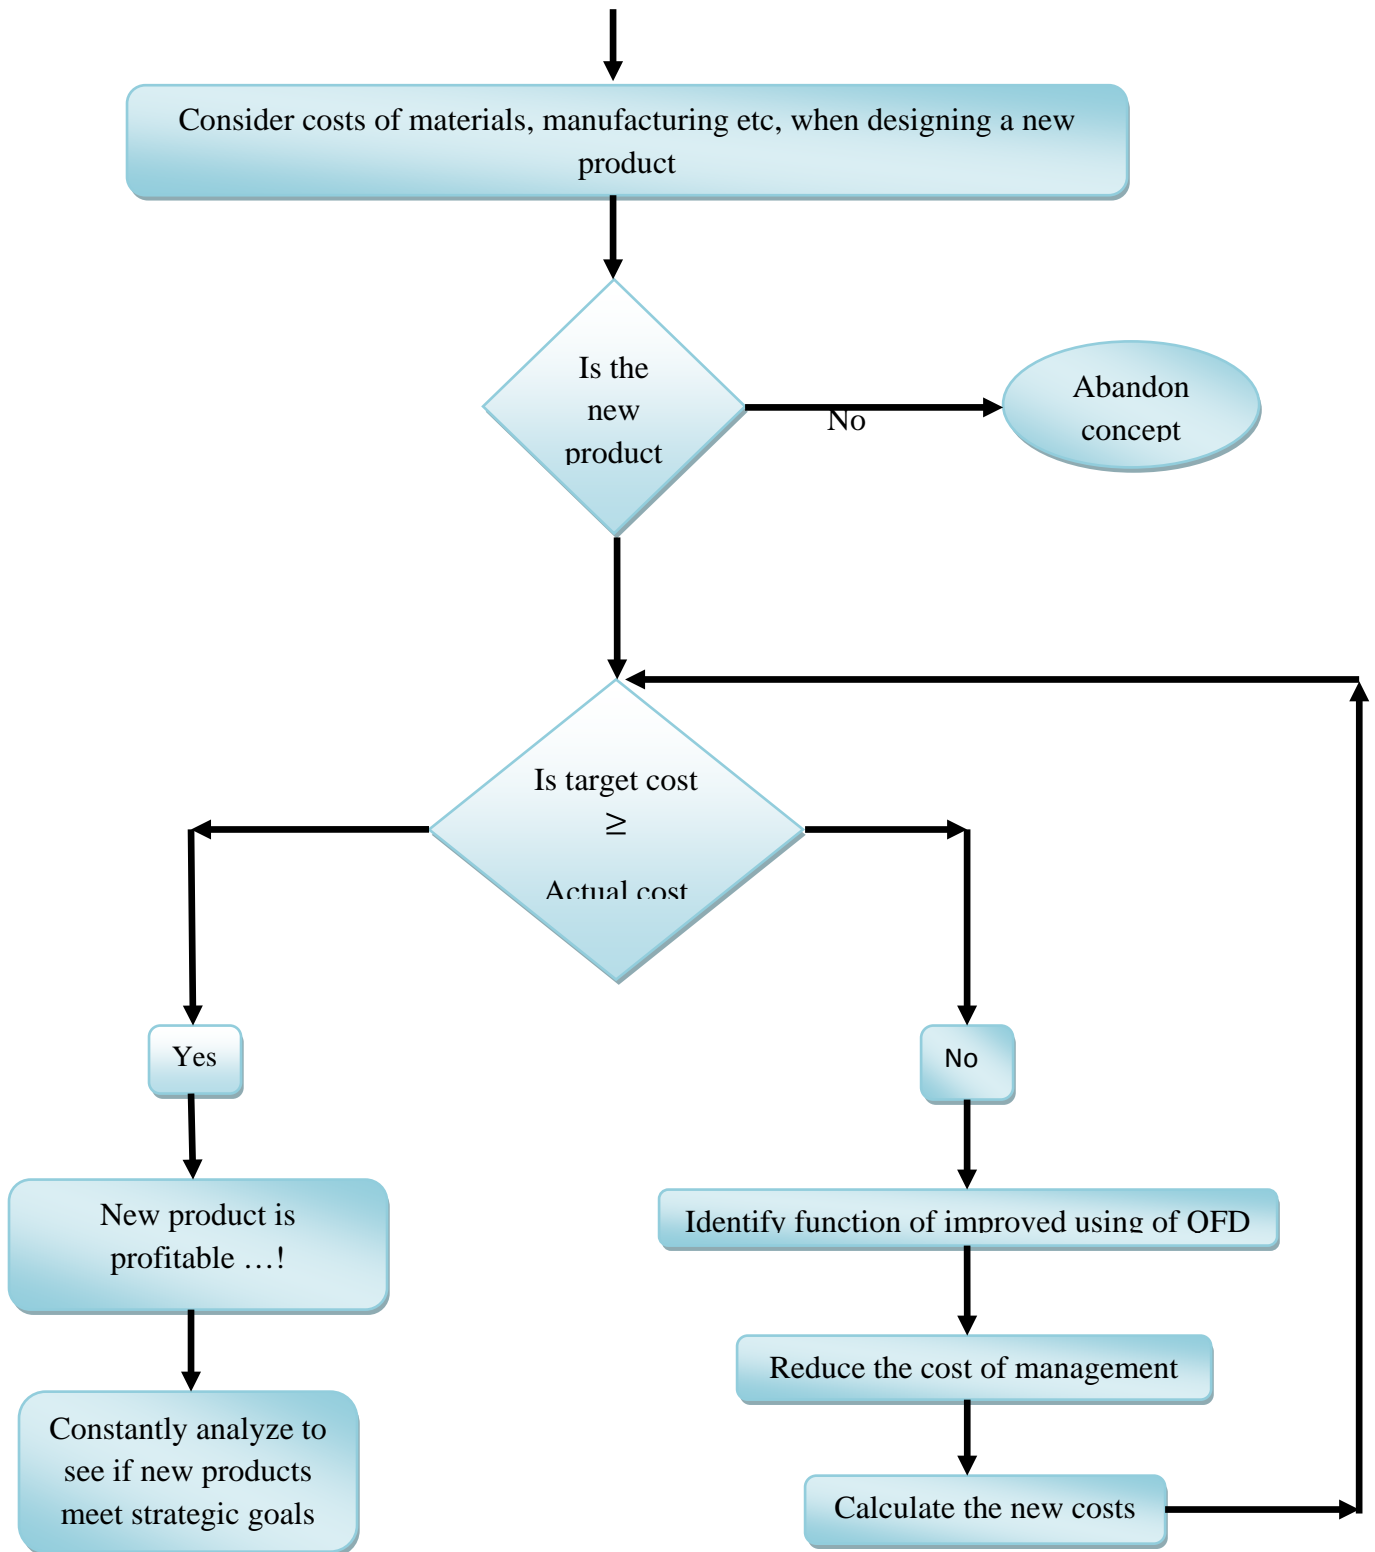 Consider costs of materials, manufacturing etc, when designing a new
product
Is the
new
product
No
Abandon
concept
Is target cost
≥
Actual cost
Yes
No
New product is
profitable …!
Identify function of improved using of QFD
Reduce the cost of management
Constantly analyze to
see if new products
meet strategic goals
Calculate the new costs